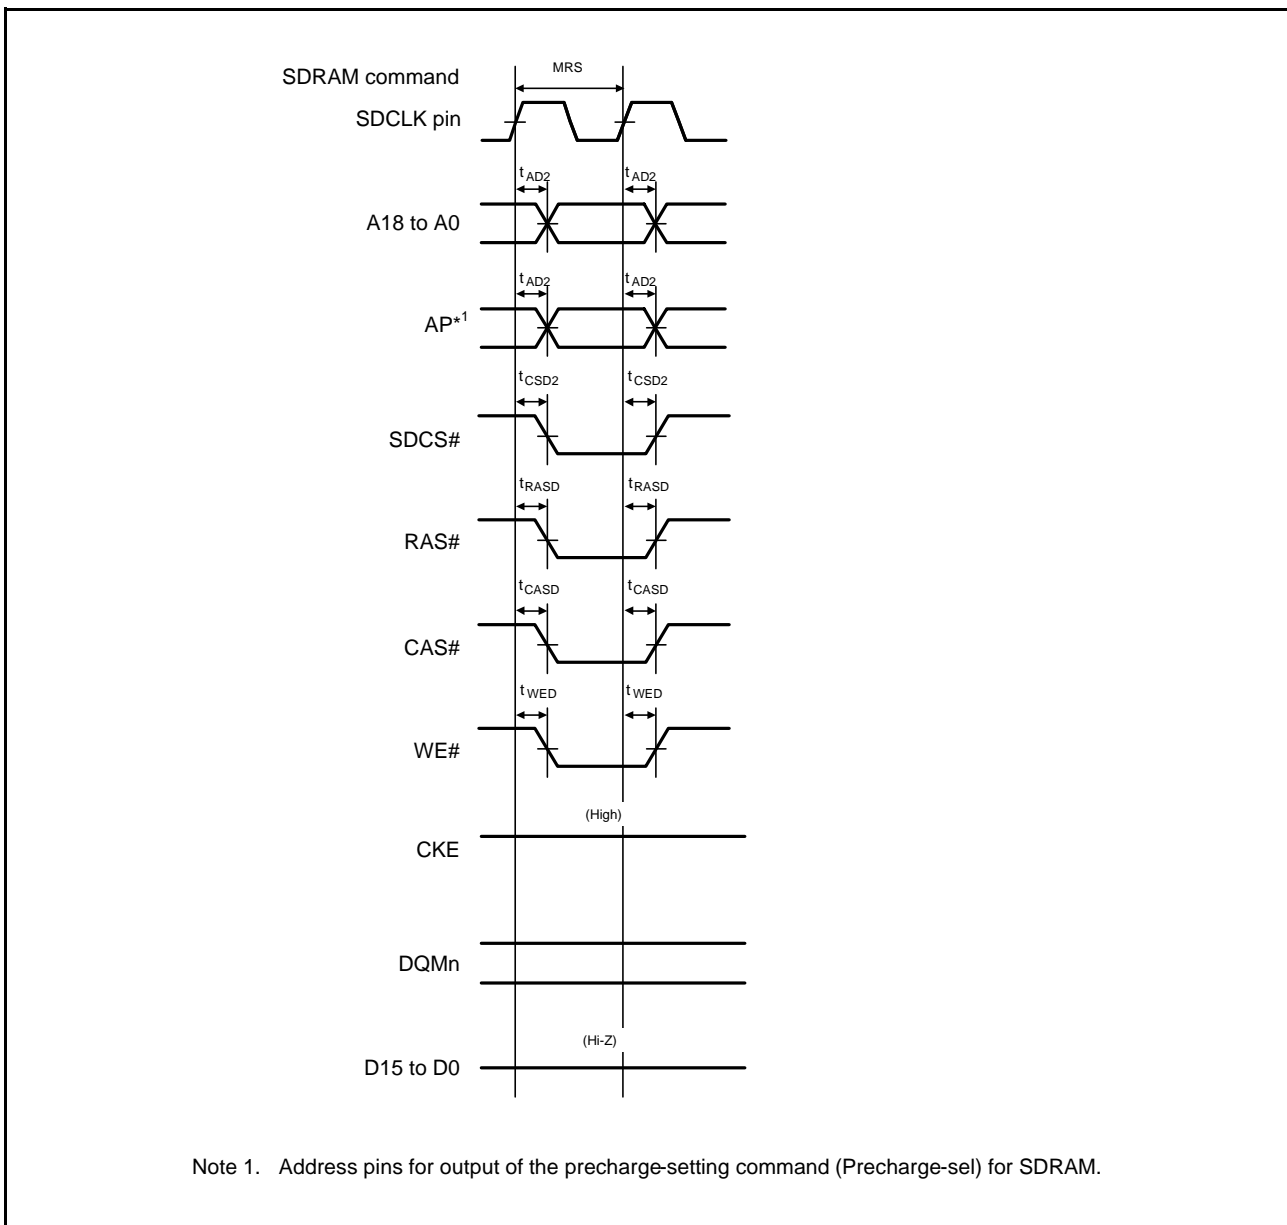 MRS
SDRAM command
SDCLK pin
tAD2 tAD2
A18 to A0
tAD2 tAD2
AP*1
tCSD2 tCSD2
SDCS#
tRASD tRASD
RAS#
tCASD tCASD
CAS#
tWED tWED
WE#
(High)
CKE
DQMn
(Hi-Z)
D15 to D0
Note 1. Address pins for output of the precharge-setting command (Precharge-sel) for SDRAM.